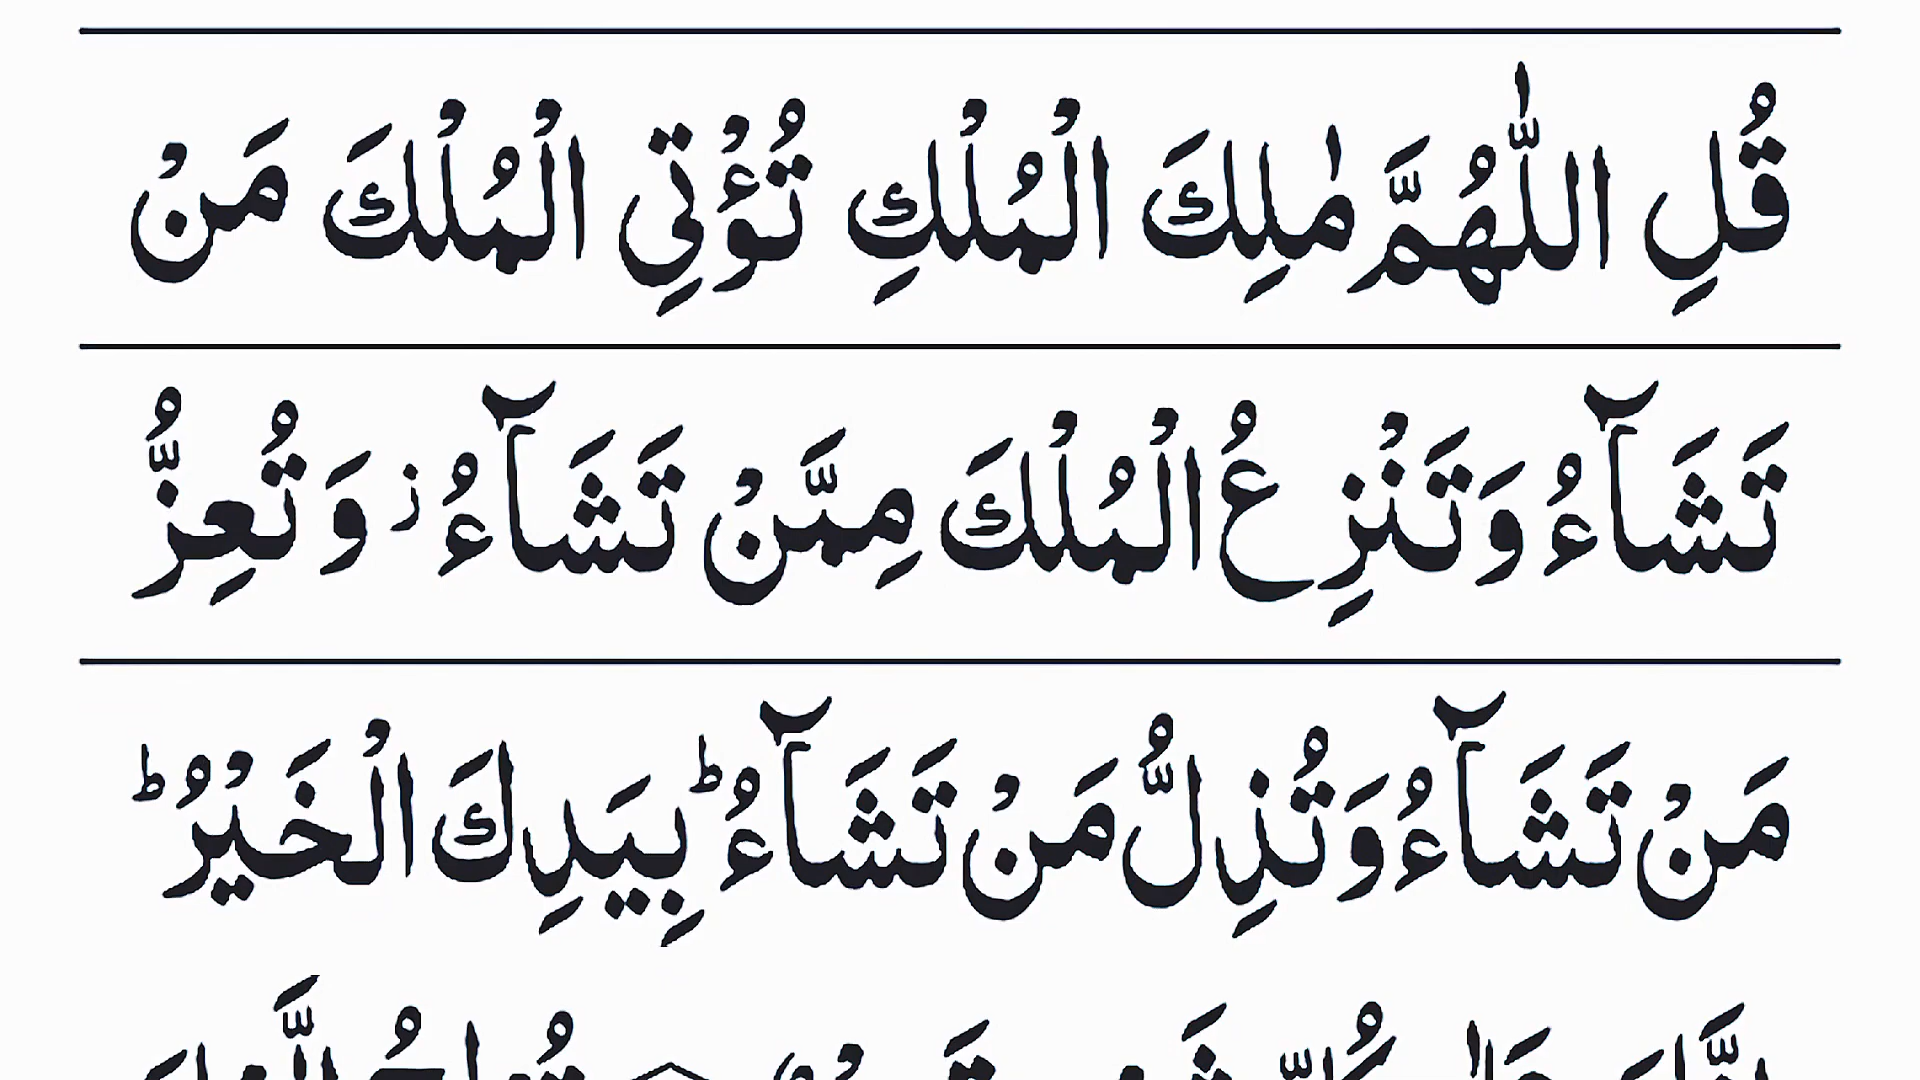 قُلِ اللّٰهُمَّ مٰلِكَ الْمُلْكِ تُؤْتِی الْمُلْكَ مَنْ
تَشَآءُ وَتَنْزِعُ الْمُلْكَ مِمَّنْ تَشَآءُ ز وَتُعِزُّ
مَنْ تَشَآءُ وَتُذِلُّ مَنْ تَشَآءُ ؕ بِیَدِكَ الْخَیْرُ ؕ